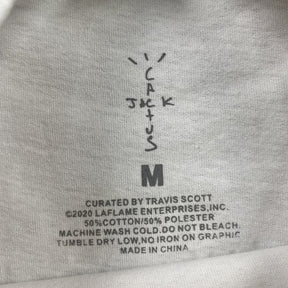 CACTUS
JACK
M
CURATED BY TRAVIS SCOTT
©2020 LAFLAME ENTERPRISES,INC.
50%COTTON/50% POLESTER
MACHINE WASH COLD.DO NOT BLEACH.
TUMBLE DRY LOW,NO IRON ON GRAPHIC
MADE IN CHINA